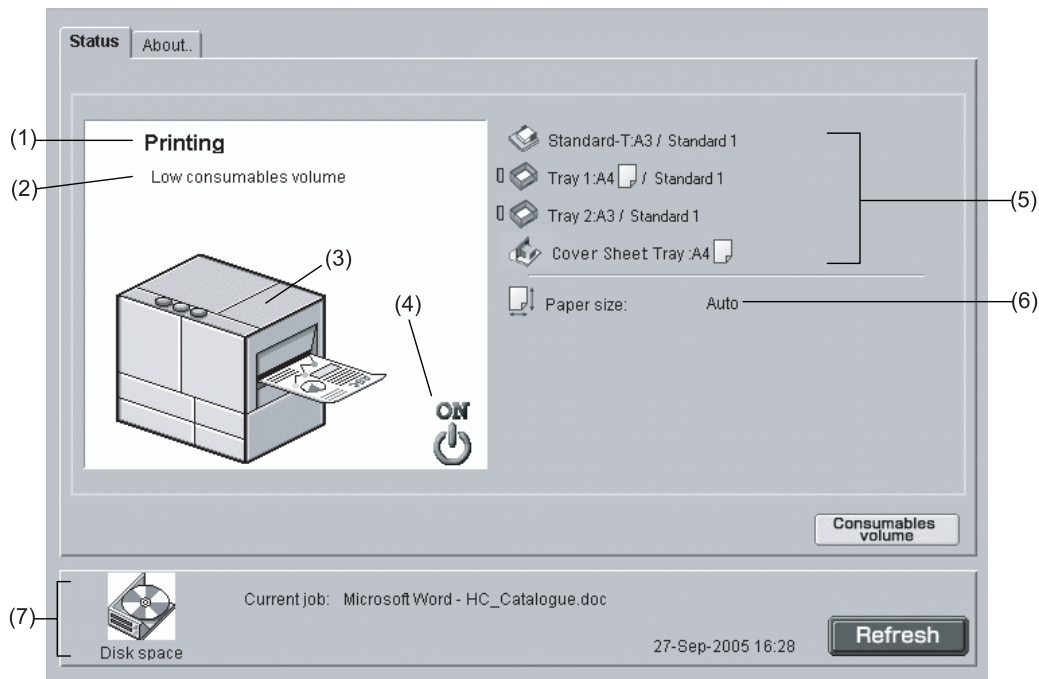 Status
About..
(1)
Printing
(2)
Low consumables volume
(3)
(4)
ON
Standard-T:A3 / Standard 1
Tray 1:A4 / Standard 1
Tray 2:A3 / Standard 1
Cover Sheet Tray :A4
(5)
Paper size: Auto
(6)
Consumables
volume
(7)
Disk space
Current job: Microsoft Word - HC_Catalogue.doc
27-Sep-2005 16:28
Refresh